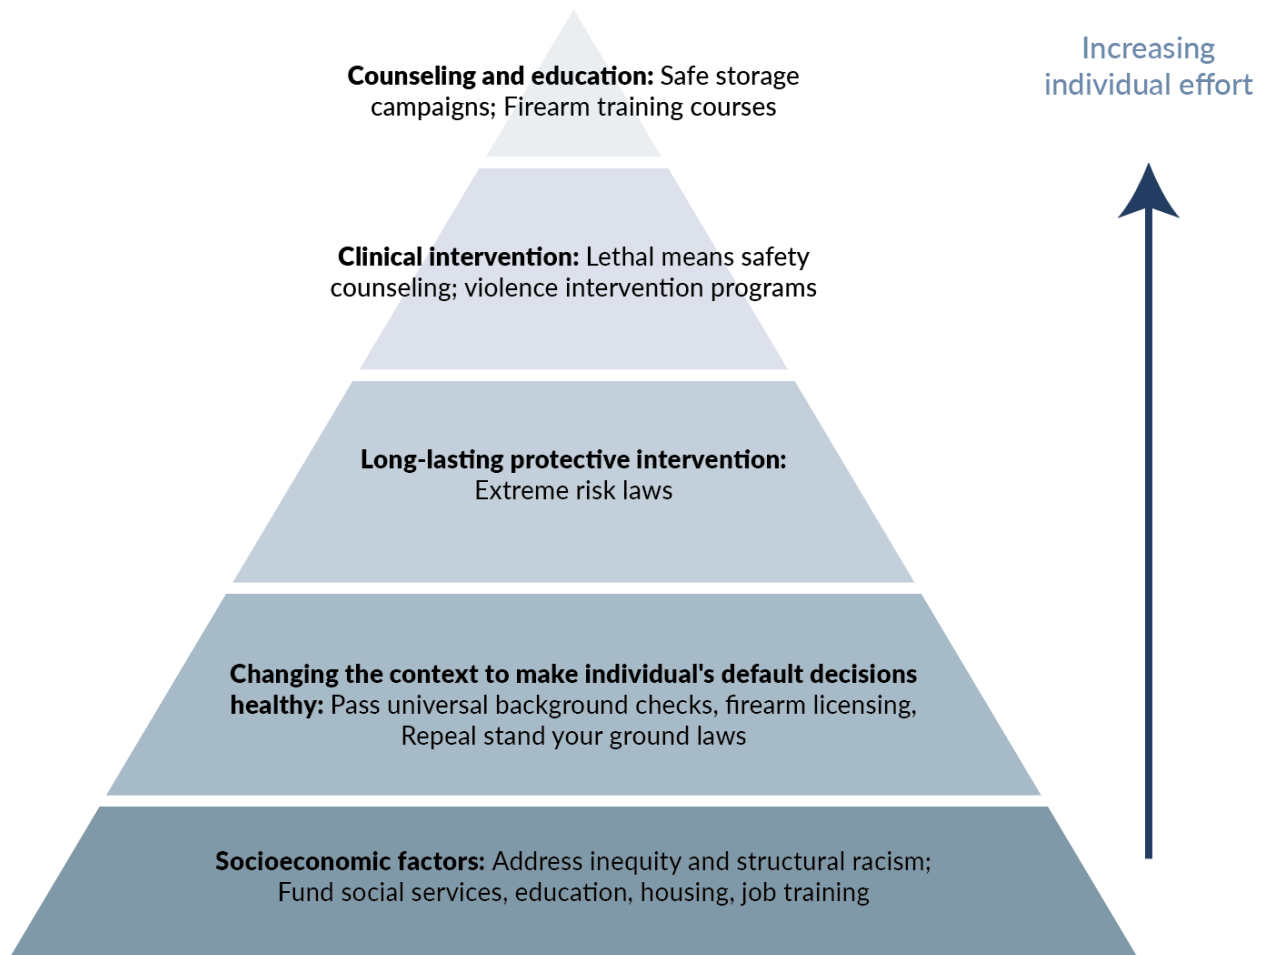 Increasing
individual effort
Counseling and education: Safe storage
campaigns; Firearm training courses
Clinical intervention: Lethal means safety
counseling; violence intervention programs
Long-lasting protective intervention:
Extreme risk laws
Changing the context to make individual's default decisions
healthy: Pass universal background checks, firearm licensing,
Repeal stand your ground laws
Socioeconomic factors: Address inequity and structural racism;
Fund social services, education, housing, job training